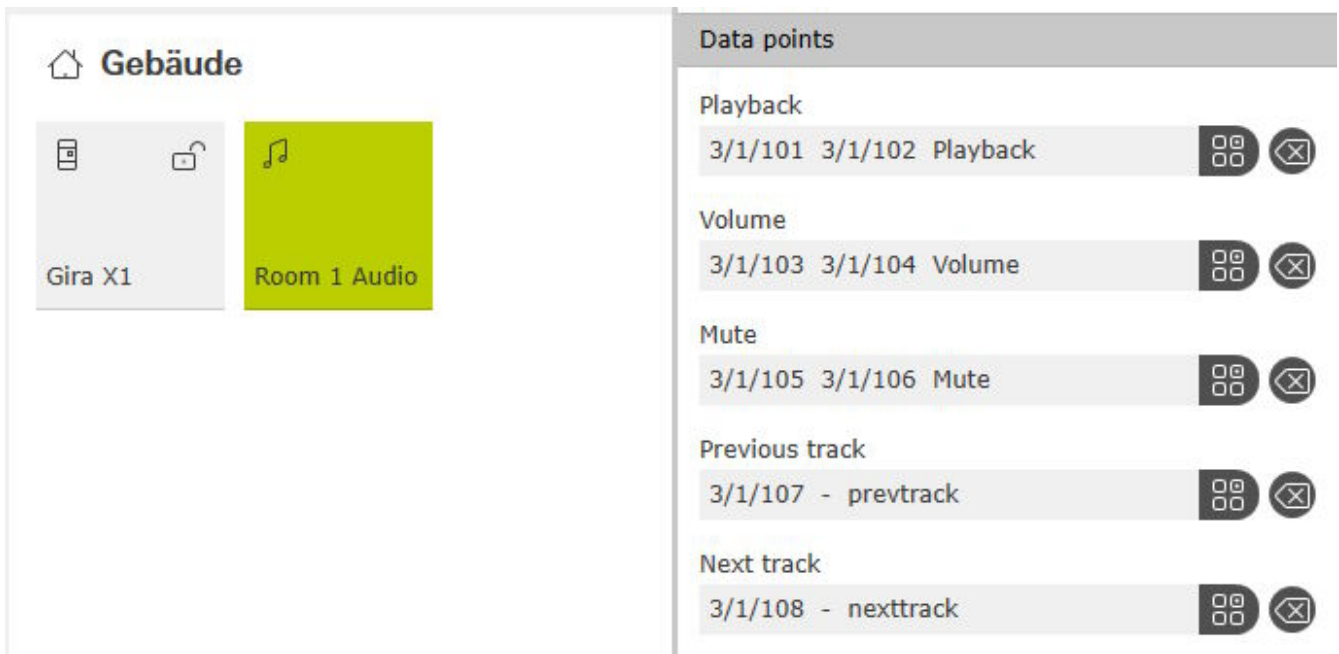 Gebäude
Gira X1
Room 1 Audio
Data points
Playback
3/1/101 3/1/102 Playback
Volume
3/1/103 3/1/104 Volume
Mute
3/1/105 3/1/106 Mute
Previous track
3/1/107 - prevtrack
Next track
3/1/108 - nexttrack